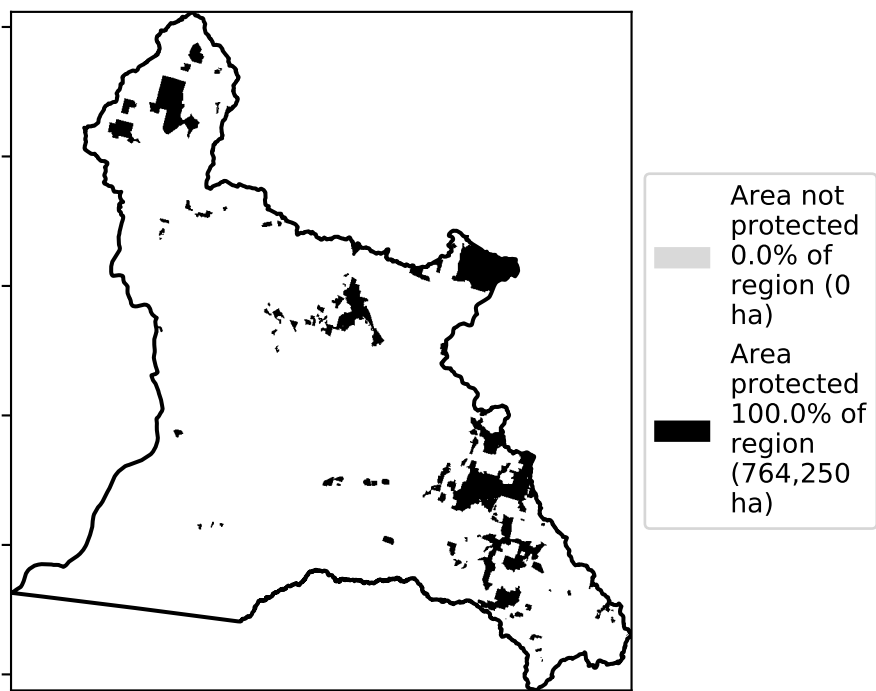 Area not
protected
0.0% of
region (0
ha)
Area
protected
100.0% of
region
(764,250
ha)